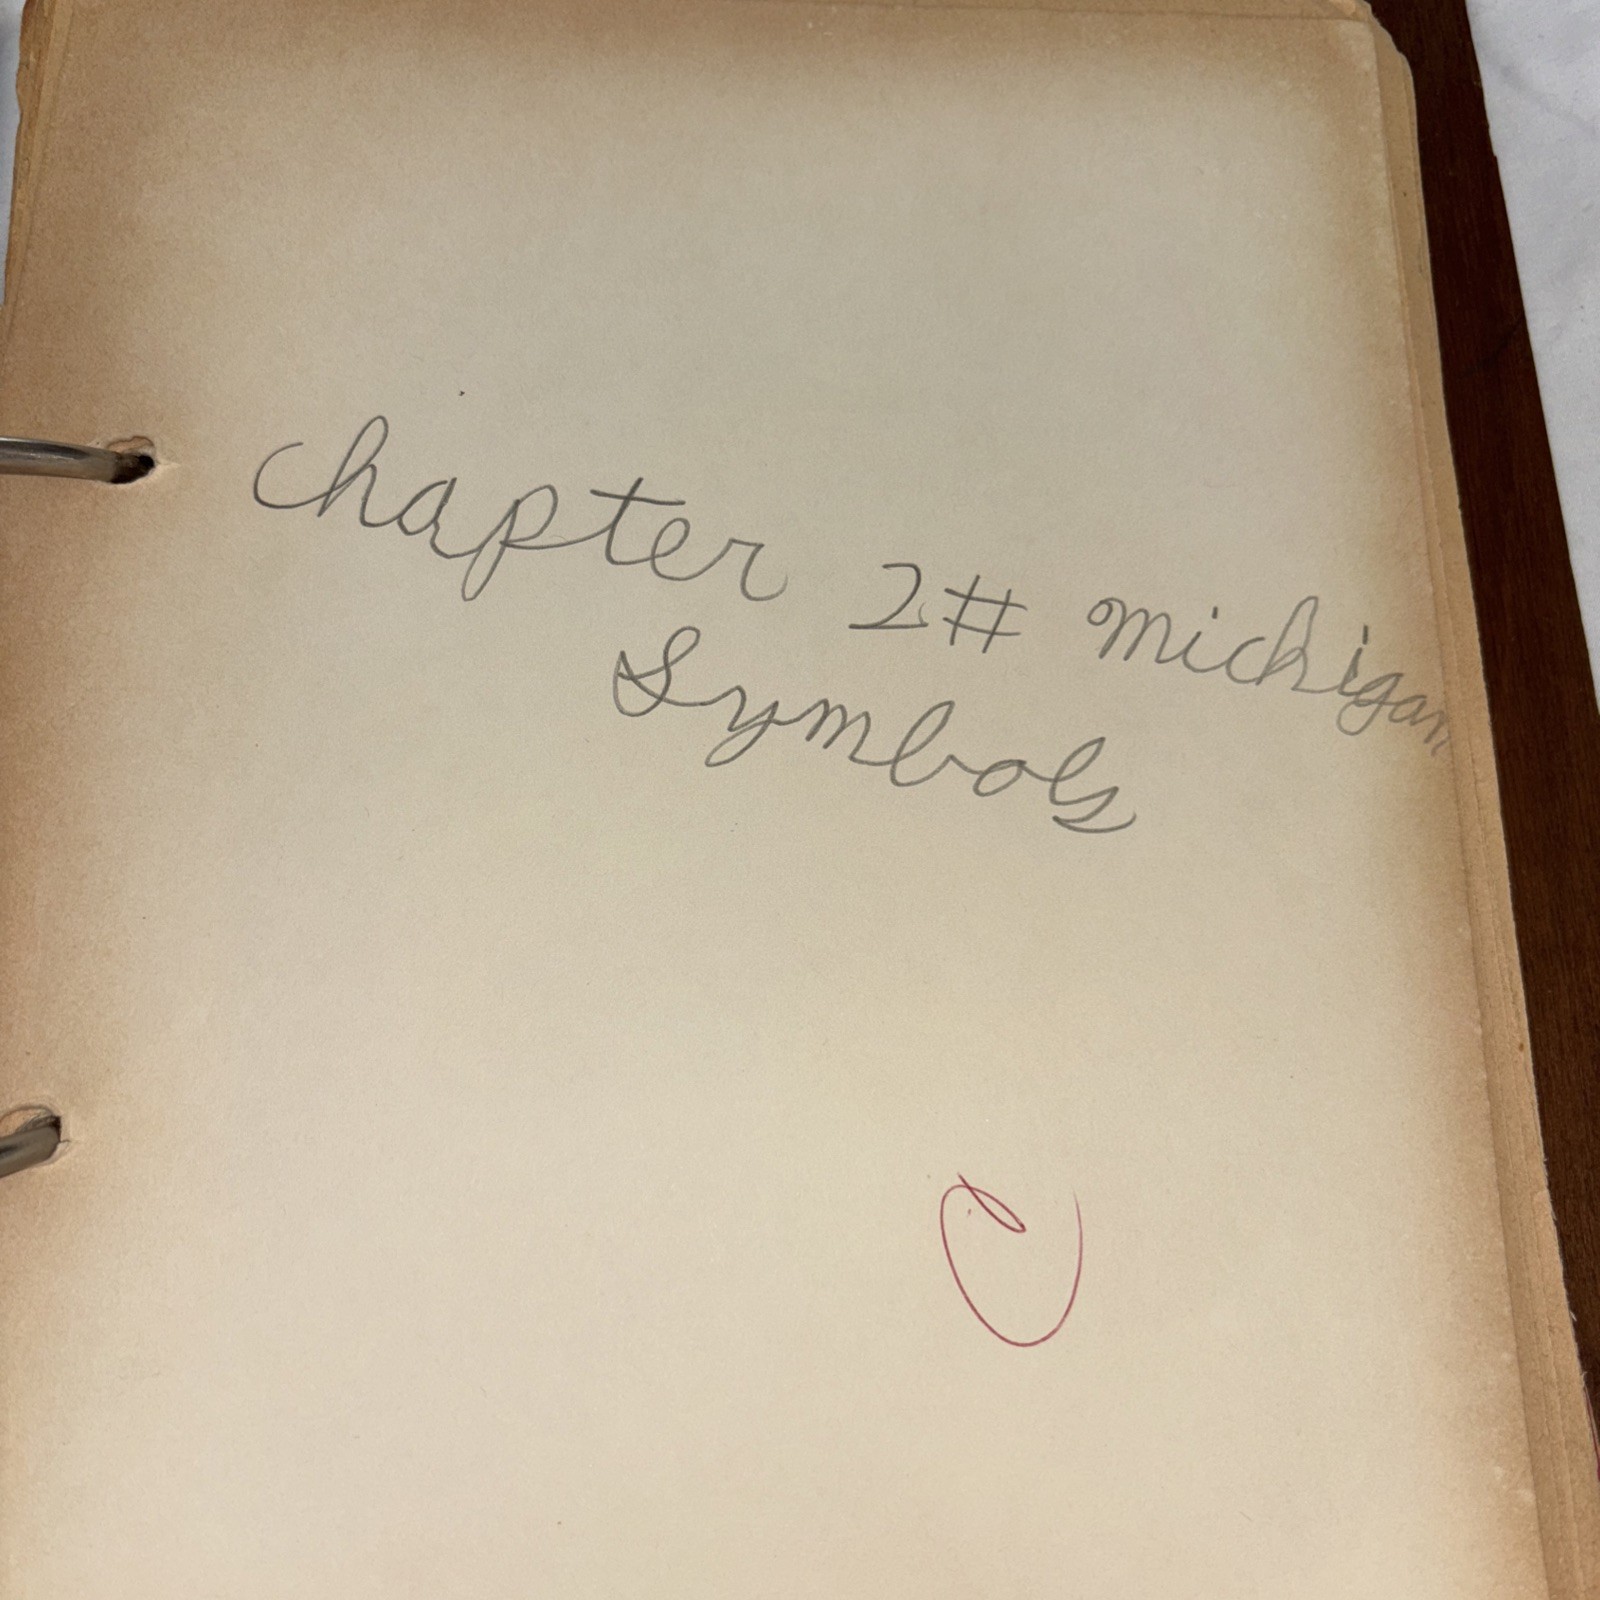 Chapter 2# Michigan
Symbols
C